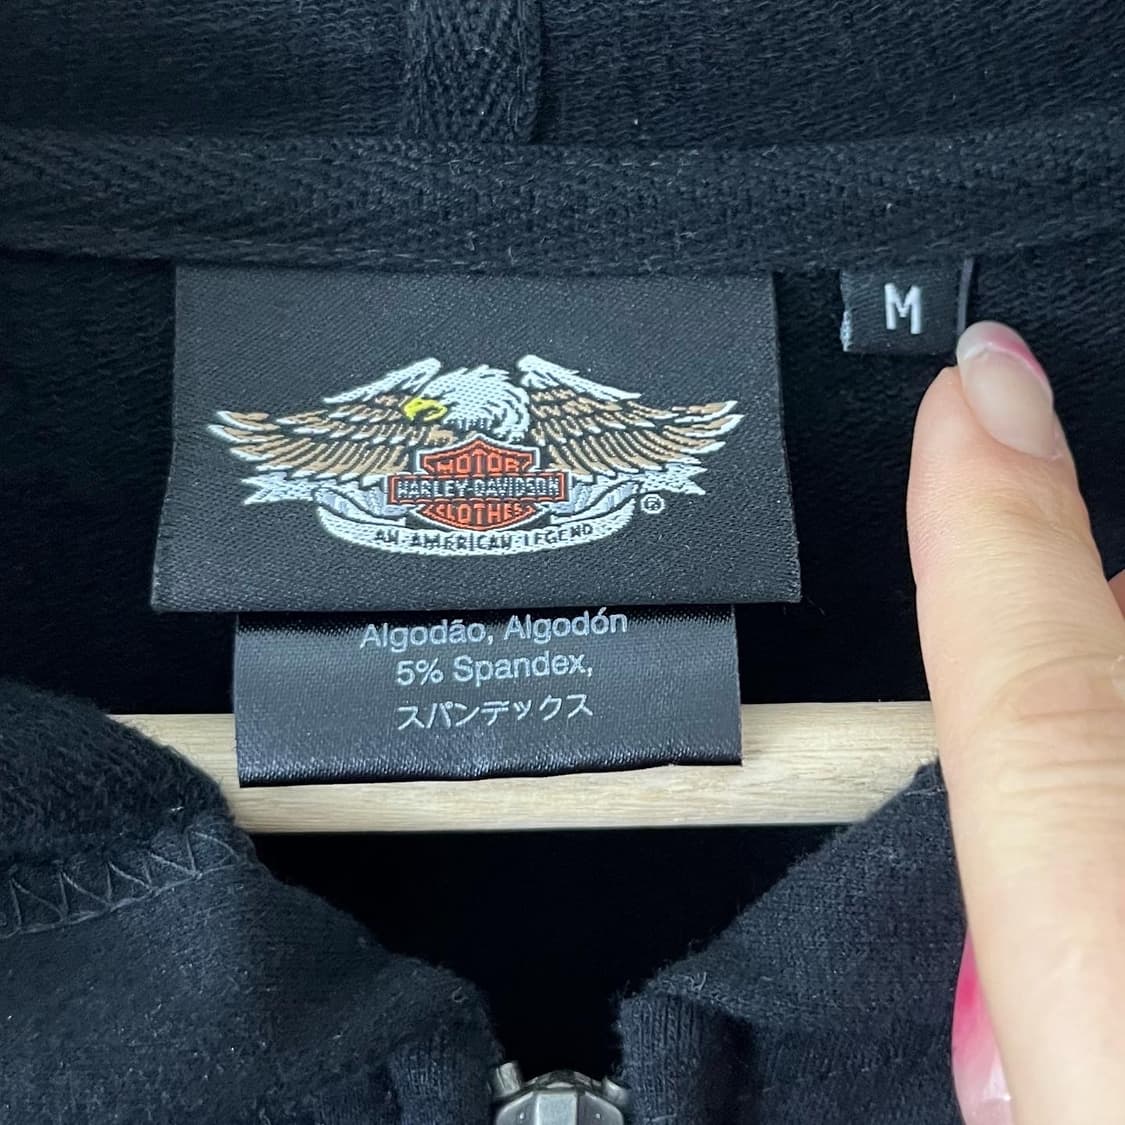 M
MOTOR
HARLEY-DAVIDSON
CLOTHES
®
AN AMERICAN LEGEND
Algodão, Algodón
5% Spandex,
スパンデックス